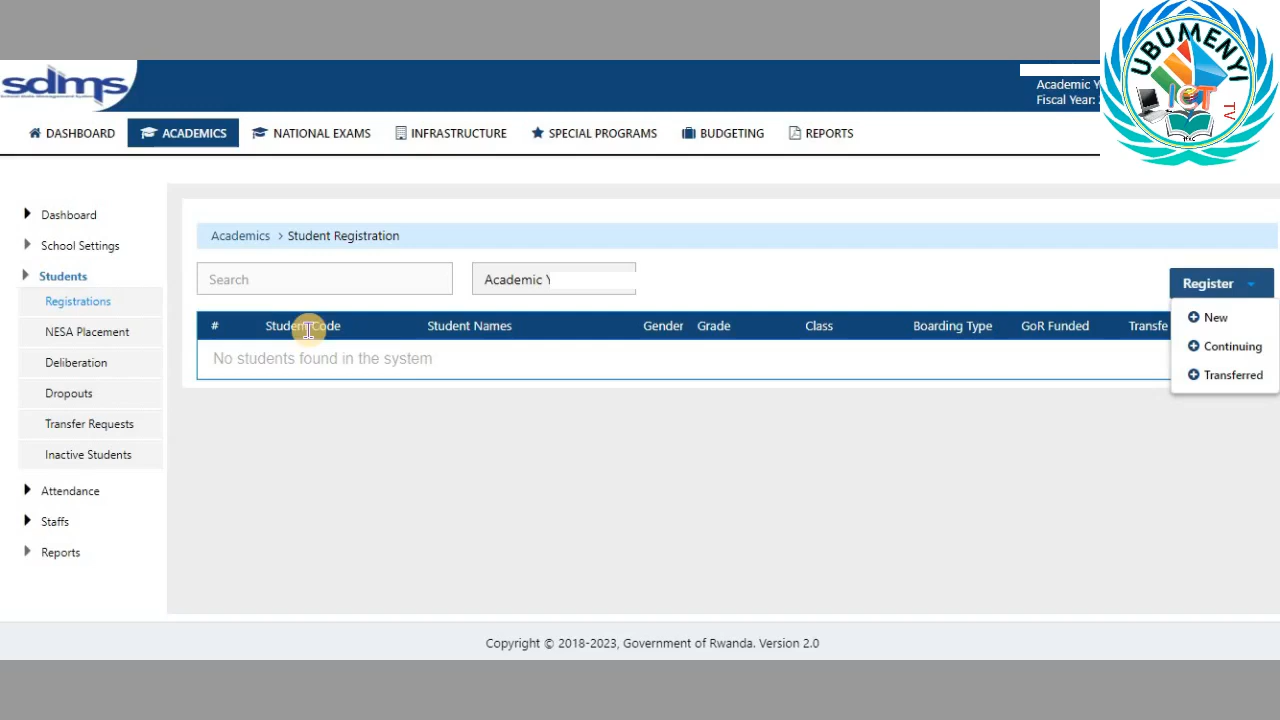 UBUMENYI
ICT
TV
sdms
Academic Y
Fiscal Year:
DASHBOARD
ACADEMICS
NATIONAL EXAMS
INFRASTRUCTURE
SPECIAL PROGRAMS
BUDGETING
REPORTS
Dashboard
School Settings
Students
Registrations
NESA Placement
Deliberation
Dropouts
Transfer Requests
Inactive Students
Attendance
Staffs
Reports
Academics > Student Registration
Search
Academic Y
Register
New
Continuing
Transferred
# Student Code Student Names Gender Grade Class Boarding Type GoR Funded Transfe
No students found in the system
Copyright © 2018-2023, Government of Rwanda. Version 2.0